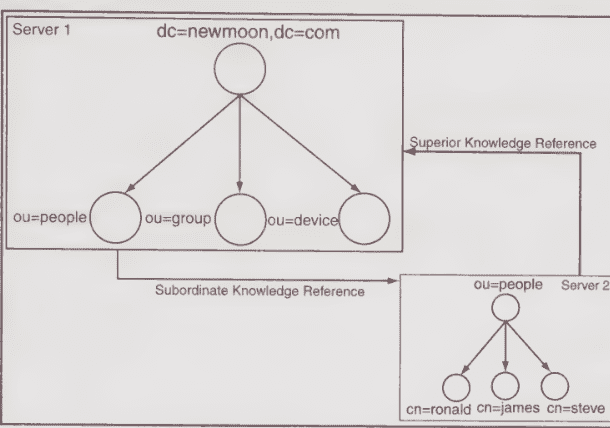 Server 1
dc=newmoon,dc=com
Superior Knowledge Reference
ou=people
ou=group
ou=device
Subordinate Knowledge Reference
ou=people
Server 2
cn=ronald
cn=james
cn=steve